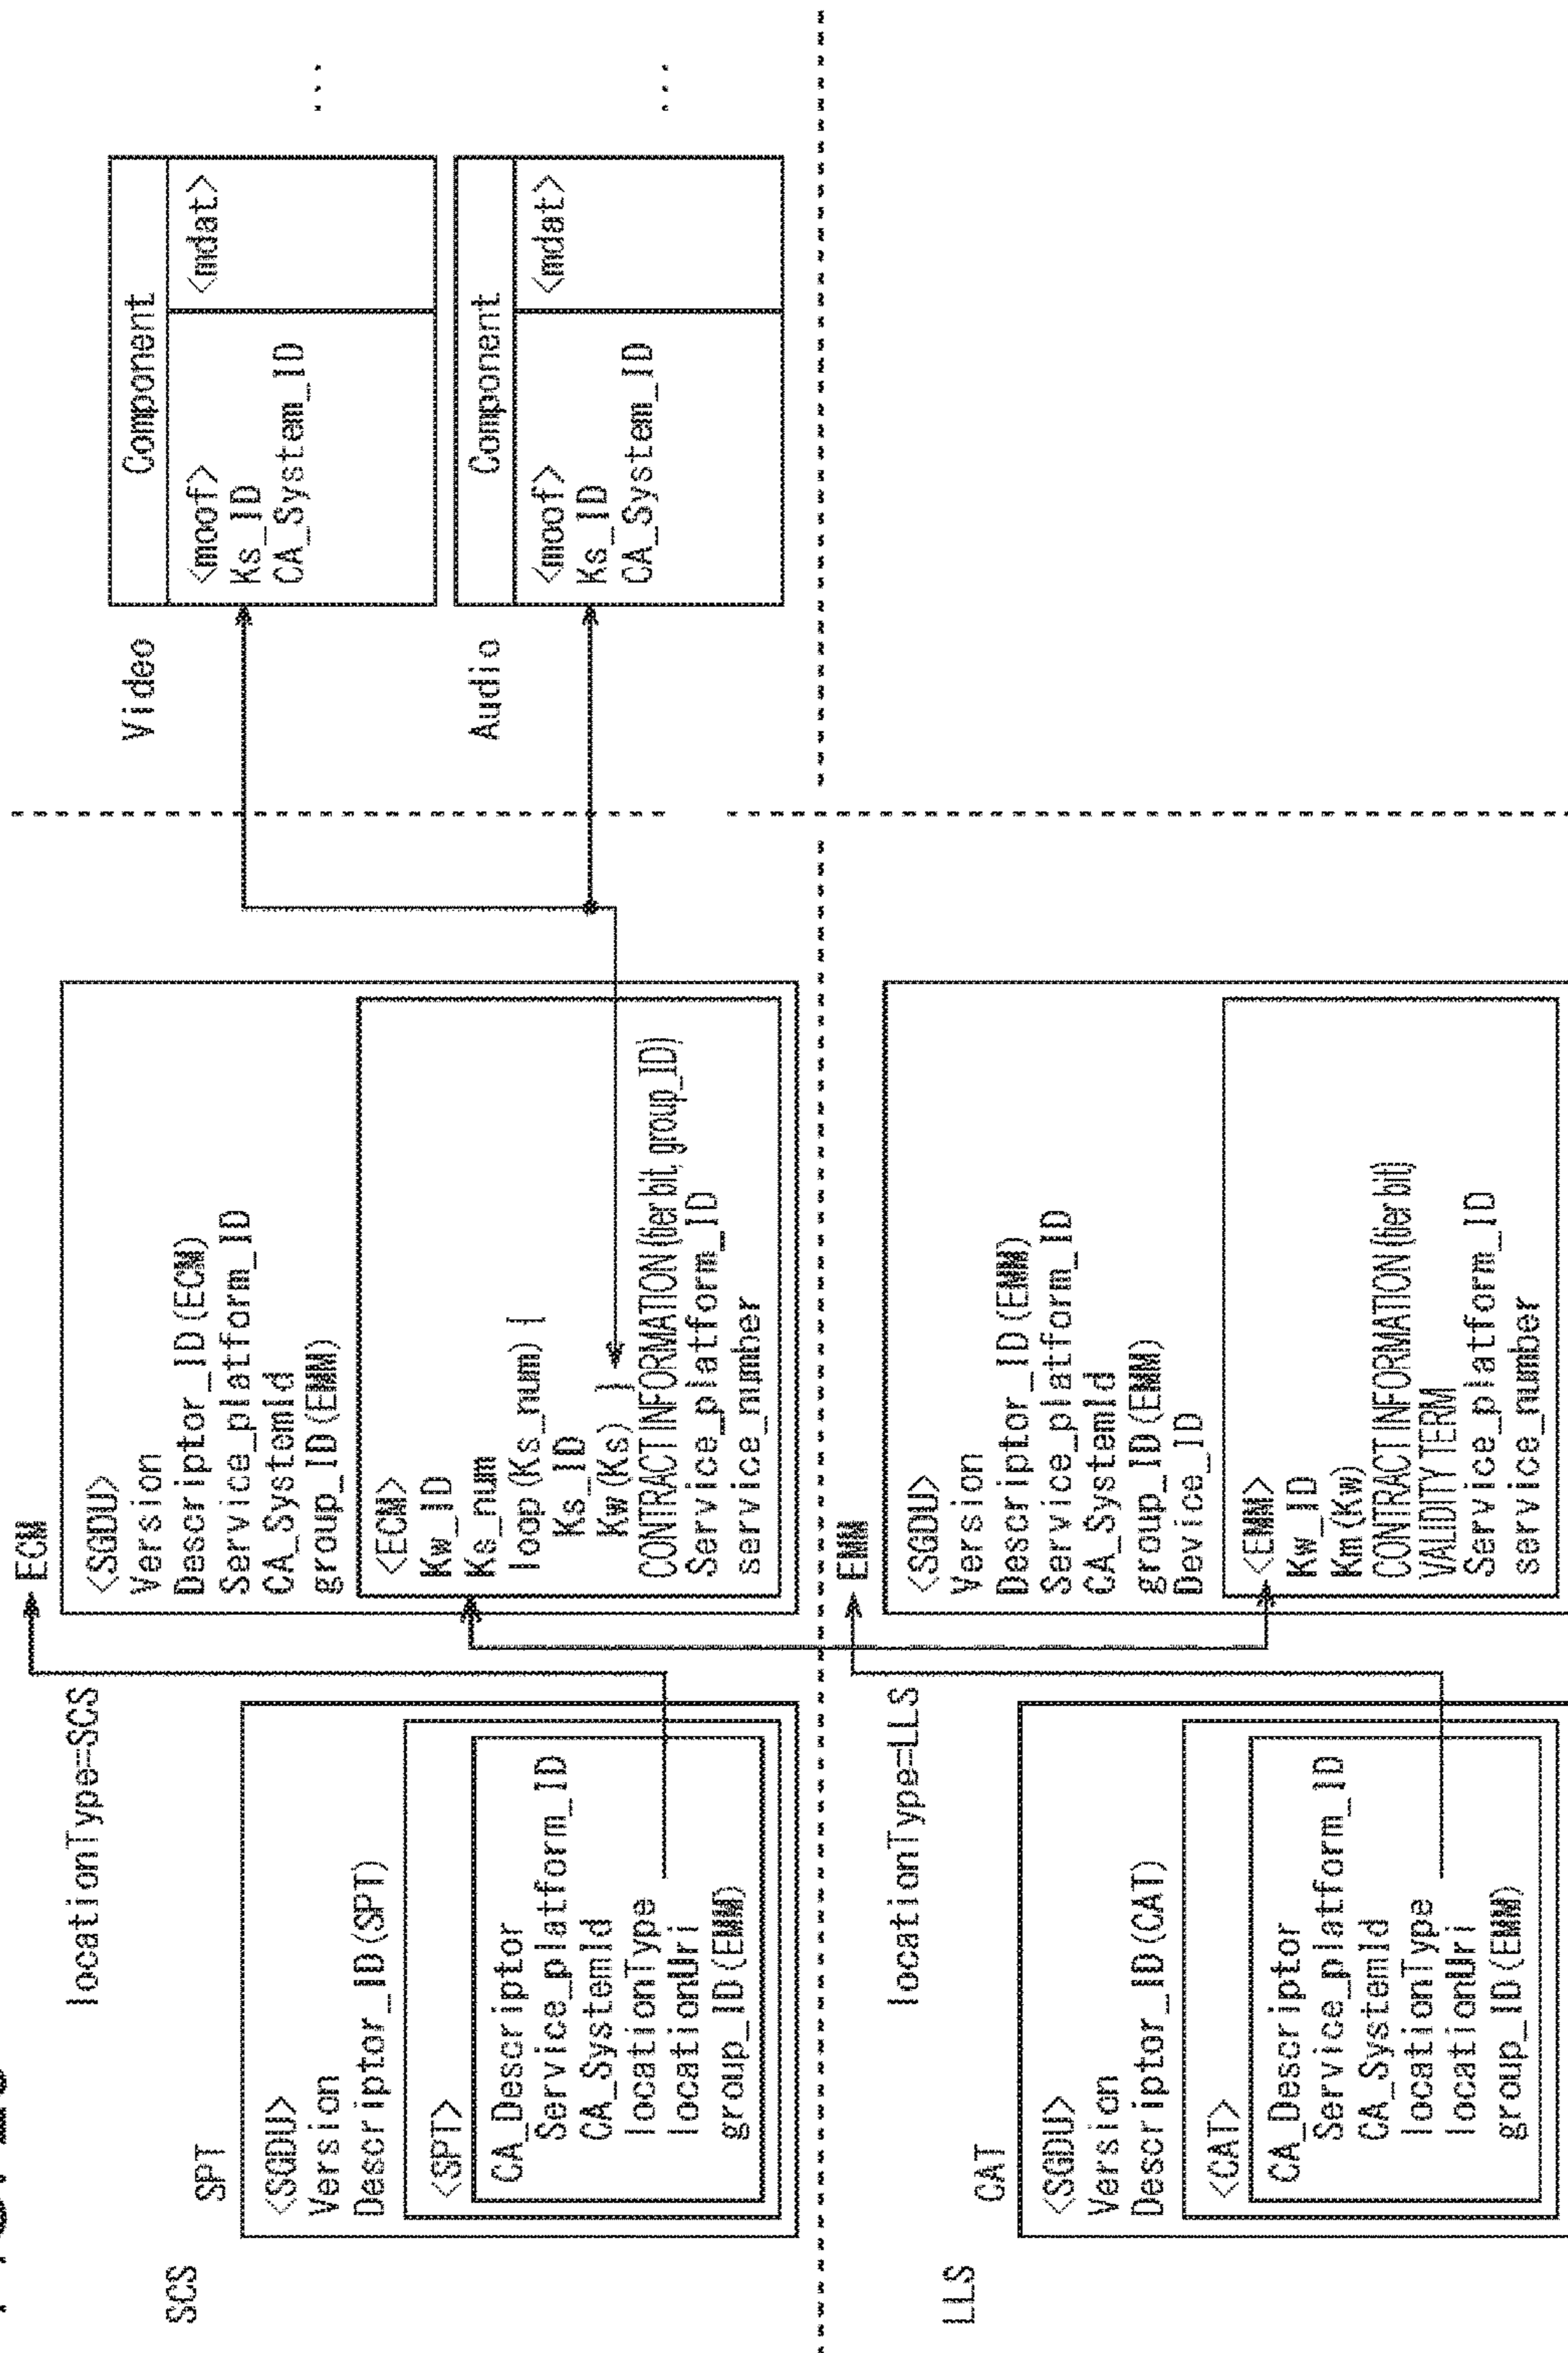 SCS
SPT
<SGDU>
Version
Descriptor_ID (SPT)
<SPT>
CA_Descriptor
Service_platform_ID
CA_SystemId
locationType
locationUri
group_ID (EMM)
locationType=SCS
ECM
<SGDU>
Version
Descriptor_ID (ECM)
Service_platform_ID
CA_SystemId
group_ID (EMM)
<ECM>
Kw_ID
Ks_num
loop (Ks_num) {
Ks_ID
Kw (Ks) }
CONTRACT INFORMATION (tier bit, group_ID)
Service_platform_ID
service_number
Video
Component
<moof>
Ks_ID
CA_System_ID
<mdat>
...
Audio
Component
<moof>
Ks_ID
CA_System_ID
<mdat>
...
LLS
CAT
<SGDU>
Version
Descriptor_ID (CAT)
<CAT>
CA_Descriptor
Service_platform_ID
CA_SystemId
locationType
locationUri
group_ID (EMM)
locationType=LLS
EMM
<SGDU>
Version
Descriptor_ID (EMM)
Service_platform_ID
CA_SystemId
group_ID (EMM)
Device_ID
<EMM>
Kw_ID
Km (Kw)
CONTRACT INFORMATION (tier bit)
VALIDITY TERM
Service_platform_ID
service_number